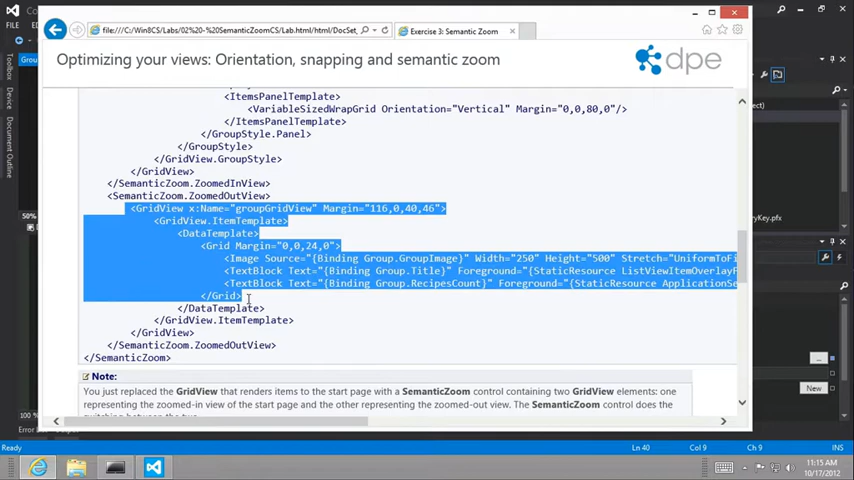 FILE
file:///C:/Win8CS/Labs/02%20-%20SemanticZoomCS/Lab.html/html/DocSet_
Exercise 3: Semantic Zoom
Optimizing your views: Orientation, snapping and semantic zoom
dpe
Toolbox
Device
Document Outline
<ItemsPanelTemplate>
<VariableSizedWrapGrid Orientation="Vertical" Margin="0,0,80,0"/>
</ItemsPanelTemplate>
</GroupStyle.Panel>
</GroupStyle>
</GridView.GroupStyle>
</GridView>
</SemanticZoom.ZoomedInView>
<SemanticZoom.ZoomedOutView>
<GridView x:Name="groupGridView" Margin="116,0,40,46">
<GridView.ItemTemplate>
<DataTemplate>
<Grid Margin="0,0,24,0">
<Image Source="{Binding Group.GroupImage}" Width="250" Height="500" Stretch="UniformToFi
<TextBlock Text="{Binding Group.Title}" Foreground="{StaticResource ListViewItemOverlayF
<TextBlock Text="{Binding Group.RecipesCount}" Foreground="{StaticResource ApplicationSe
</Grid>
</DataTemplate>
</GridView.ItemTemplate>
</GridView>
</SemanticZoom.ZoomedOutView>
</SemanticZoom>
Note:
You just replaced the GridView that renders items to the start page with a SemanticZoom control containing two GridView elements: one
representing the zoomed-in view of the start page and the other representing the zoomed-out view. The SemanticZoom control does the
yKey.pfx
...
New
50%
100 %
Ready
Ln 40
Col 9
Ch 9
INS
11:15 AM
10/17/2012